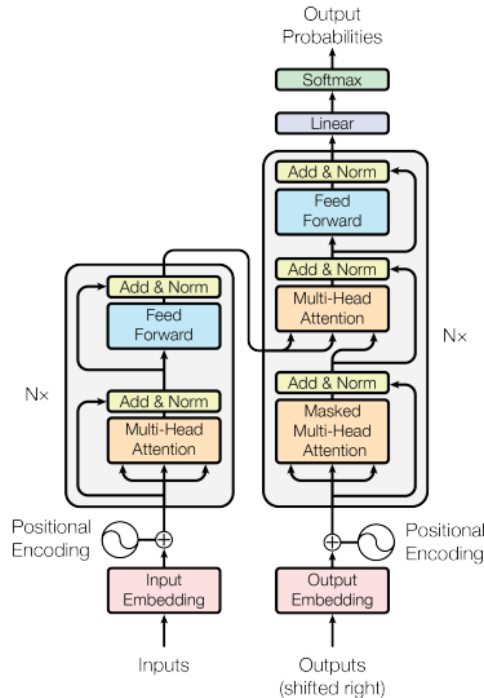 Output
Probabilities
Softmax
Linear
Add & Norm
Feed
Forward
Add & Norm
Multi-Head
Attention
Add & Norm
Masked
Multi-Head
Attention
N×
Add & Norm
Feed
Forward
Add & Norm
Multi-Head
Attention
N×
Positional
Encoding
Positional
Encoding
Input
Embedding
Output
Embedding
Inputs
Outputs
(shifted right)